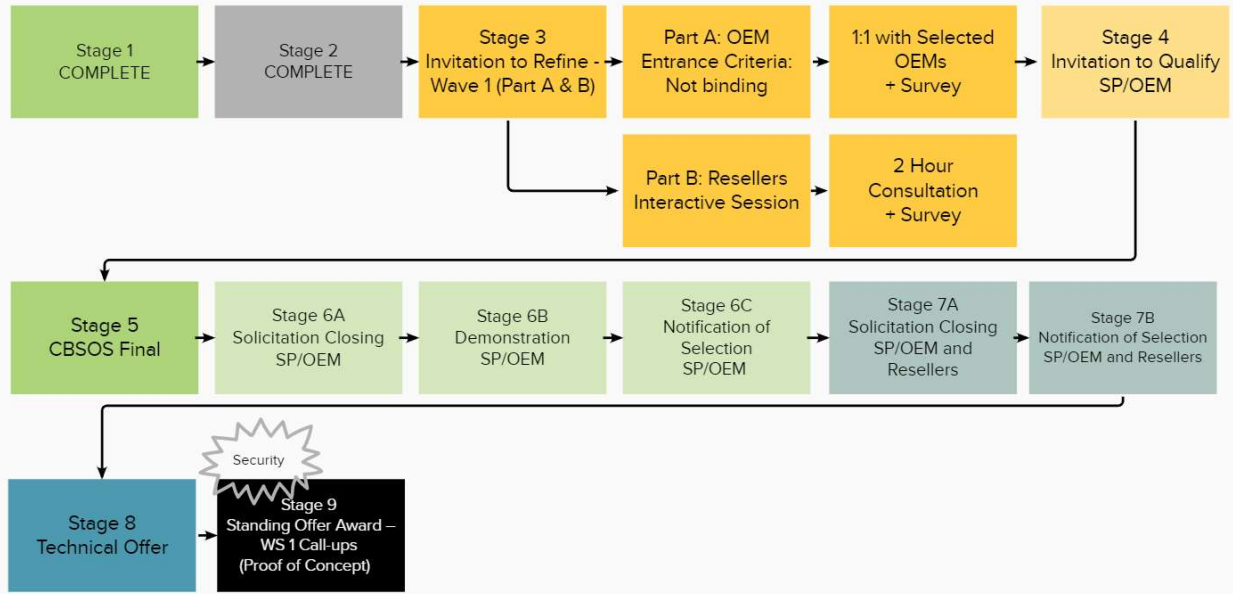 Stage 1
COMPLETE
Stage 2
COMPLETE
Stage 3
Invitation to Refine -
Wave 1 (Part A & B)
Part A: OEM
Entrance Criteria:
Not binding
1:1 with Selected
OEMs
+ Survey
Stage 4
Invitation to Qualify
SP/OEM
Part B: Resellers
Interactive Session
2 Hour
Consultation
+ Survey
Stage 5
CBSOS Final
Stage 6A
Solicitation Closing
SP/OEM
Stage 6B
Demonstration
SP/OEM
Stage 6C
Notification of
Selection
SP/OEM
Stage 7A
Solicitation Closing
SP/OEM and
Resellers
Stage 7B
Notification of Selection
SP/OEM and Resellers
Stage 8
Technical Offer
Security
Stage 9
Standing Offer Award –
WS 1 Call-ups
(Proof of Concept)